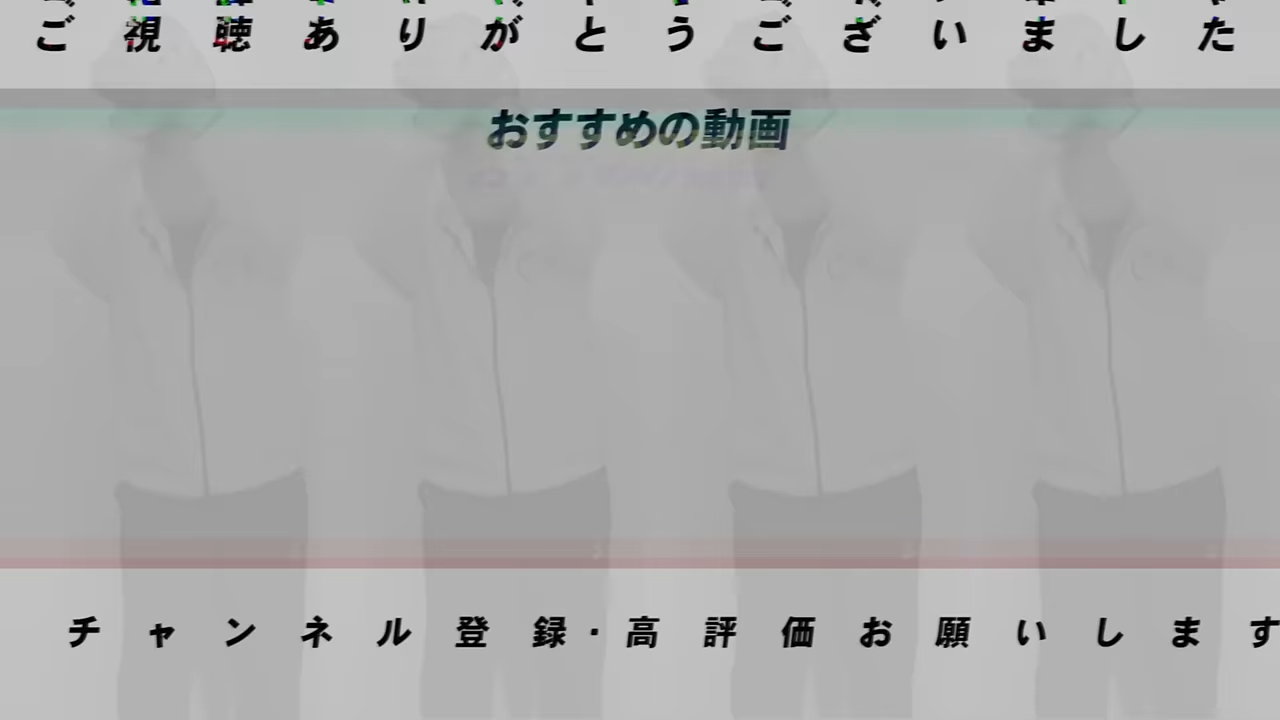 ご視聴ありがとうございました
おすすめの動画
チャンネル登録・高評価お願いします